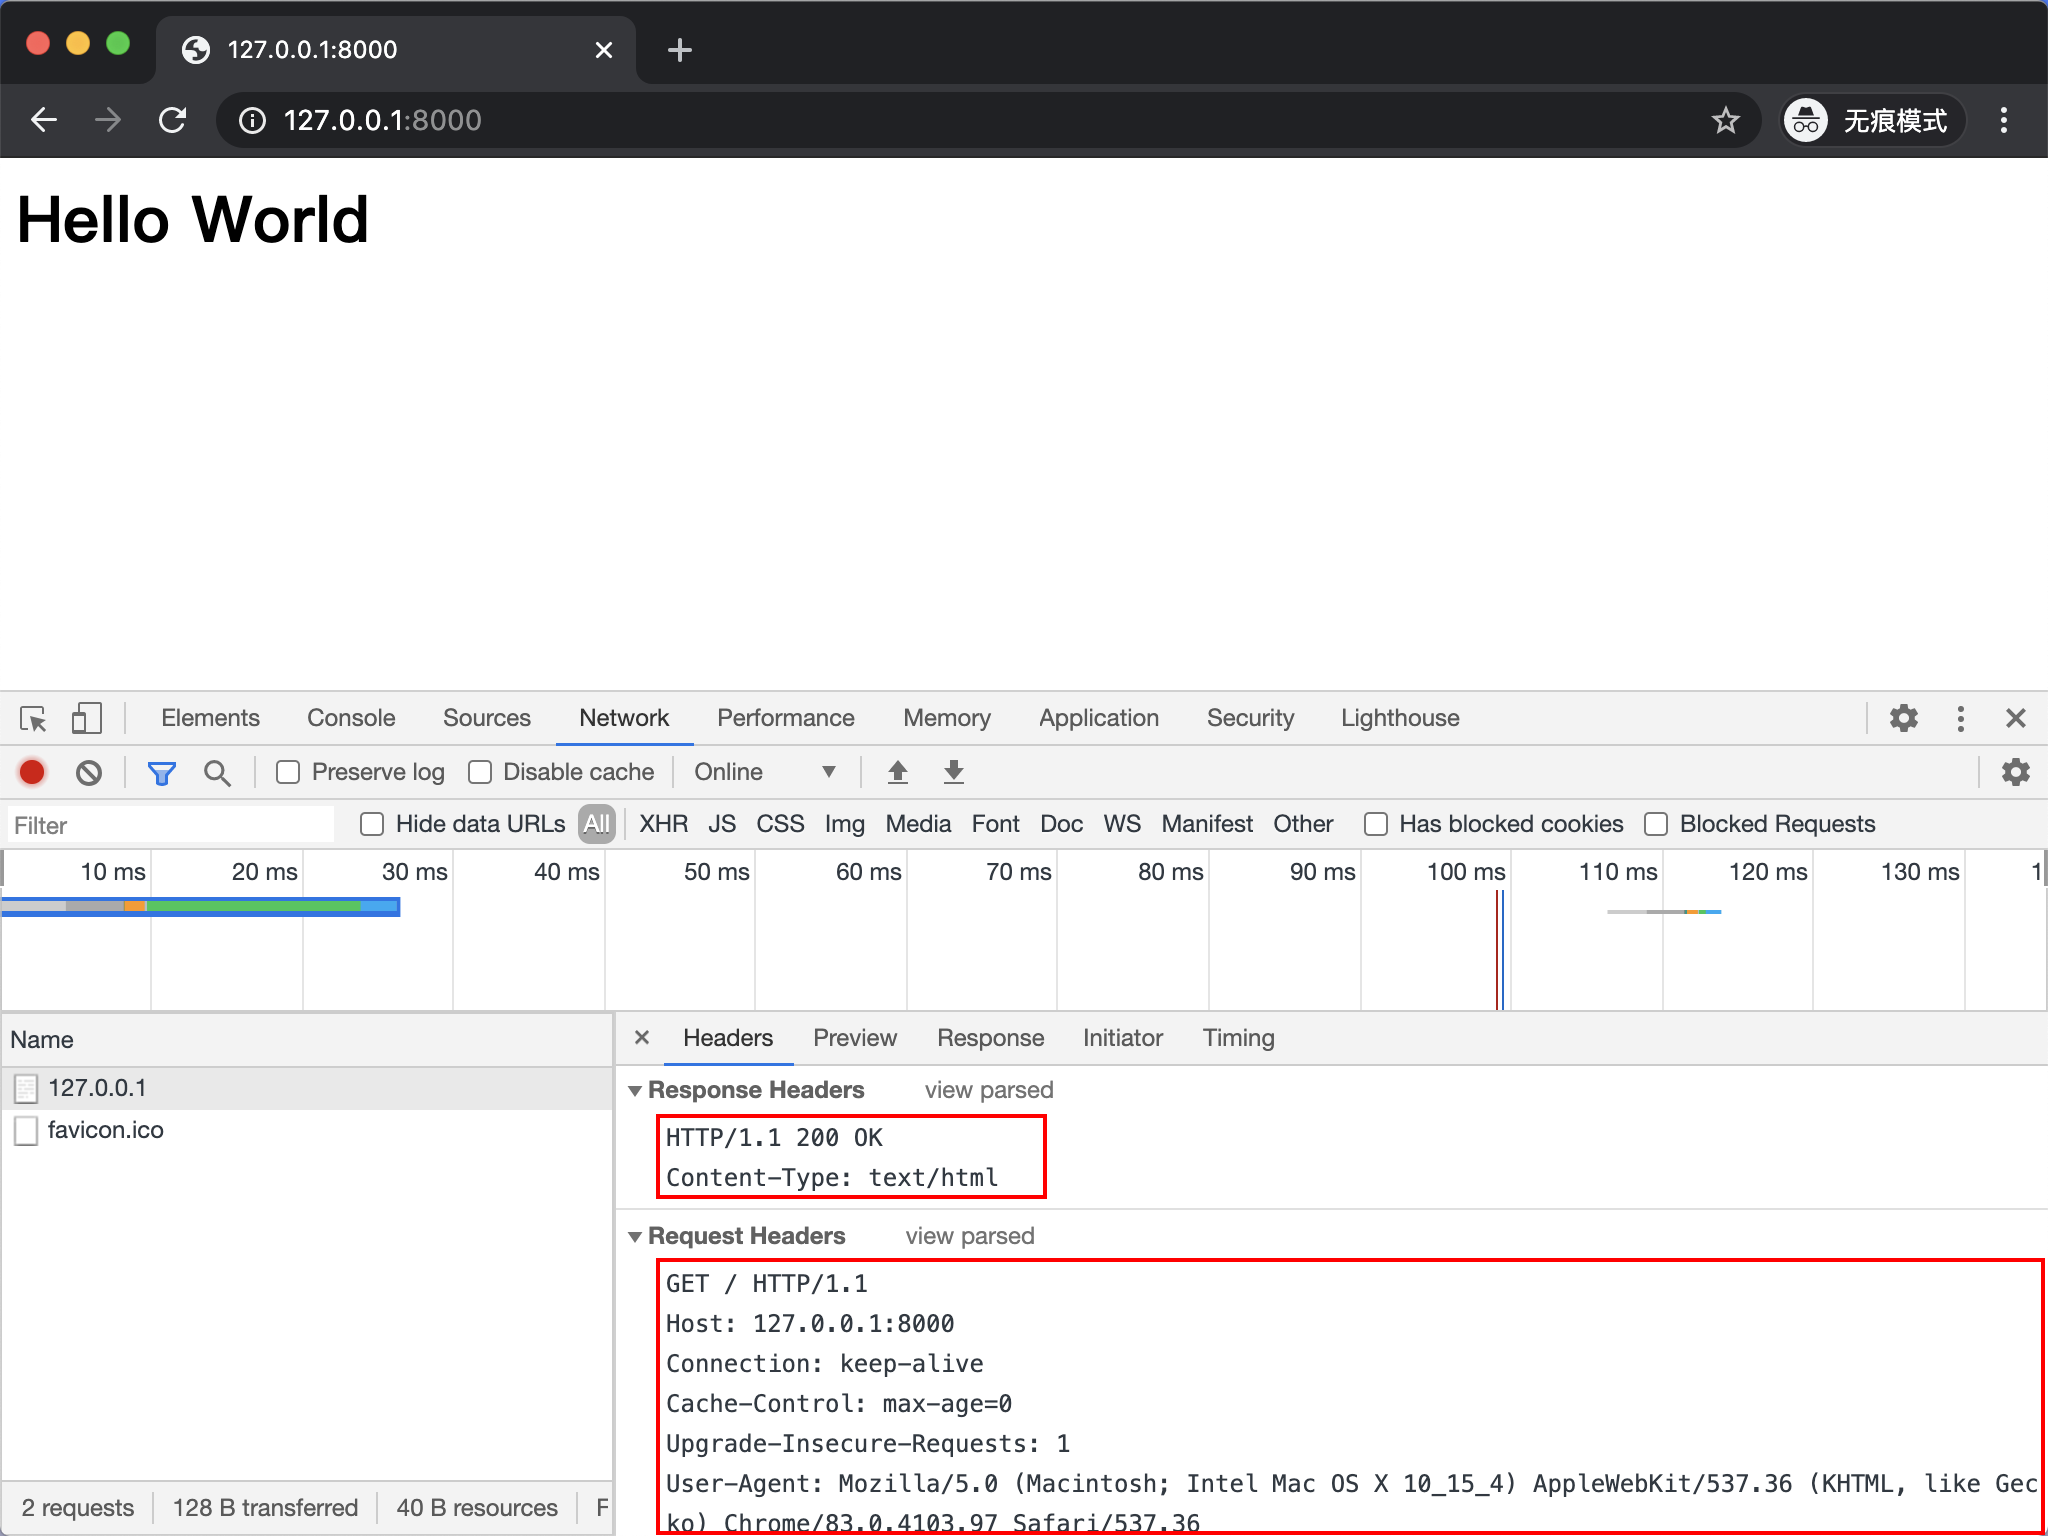 127.0.0.1:8000
127.0.0.1:8000
无痕模式
Hello World
Elements Console Sources Network Performance Memory Application Security Lighthouse
Preserve log Disable cache Online
Filter Hide data URLs All XHR JS CSS Img Media Font Doc WS Manifest Other Has blocked cookies Blocked Requests
10 ms 20 ms 30 ms 40 ms 50 ms 60 ms 70 ms 80 ms 90 ms 100 ms 110 ms 120 ms 130 ms 1
Name
127.0.0.1
favicon.ico
2 requests 128 B transferred 40 B resources F
Headers Preview Response Initiator Timing
Response Headers view parsed
HTTP/1.1 200 OK
Content-Type: text/html
Request Headers view parsed
GET / HTTP/1.1
Host: 127.0.0.1:8000
Connection: keep-alive
Cache-Control: max-age=0
Upgrade-Insecure-Requests: 1
User-Agent: Mozilla/5.0 (Macintosh; Intel Mac OS X 10_15_4) AppleWebKit/537.36 (KHTML, like Gec
ko) Chrome/83.0.4103.97 Safari/537.36